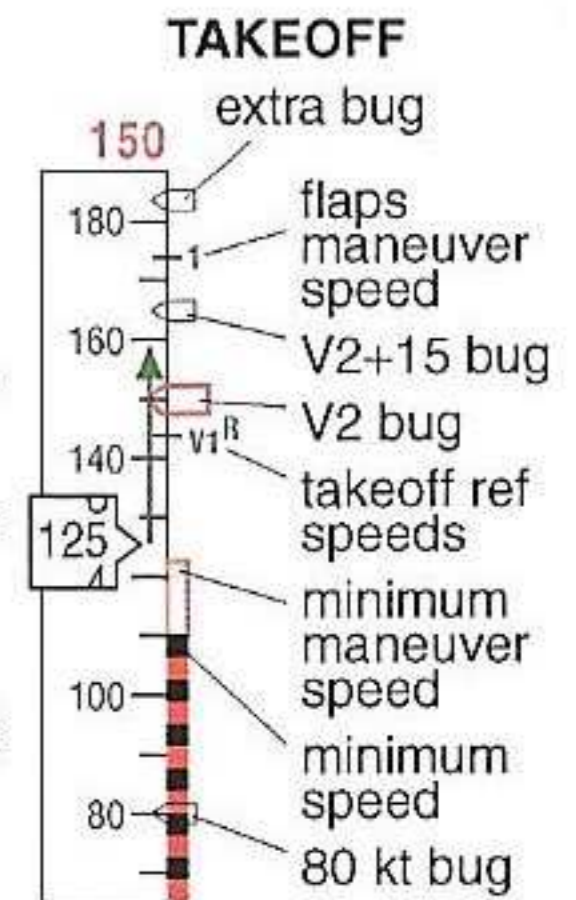 TAKEOFF
extra bug
150
180
flaps
maneuver
speed
1
V2+15 bug
160
V2 bug
V1R
140
takeoff ref
speeds
125
minimum
maneuver
speed
100
minimum
speed
80
80 kt bug